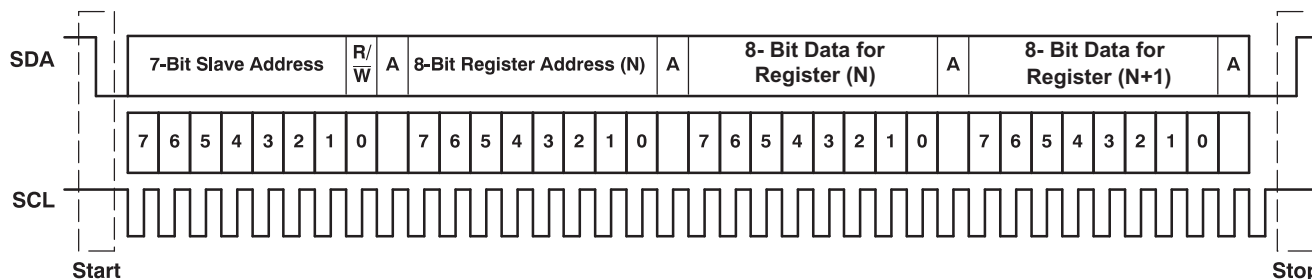 SDA
7-Bit Slave Address
R/
W̅
A
8-Bit Register Address (N)
A
8- Bit Data for
Register (N)
A
8- Bit Data for
Register (N+1)
A
7 6 5 4 3 2 1 0 7 6 5 4 3 2 1 0 7 6 5 4 3 2 1 0 7 6 5 4 3 2 1 0
SCL
Start
Stop